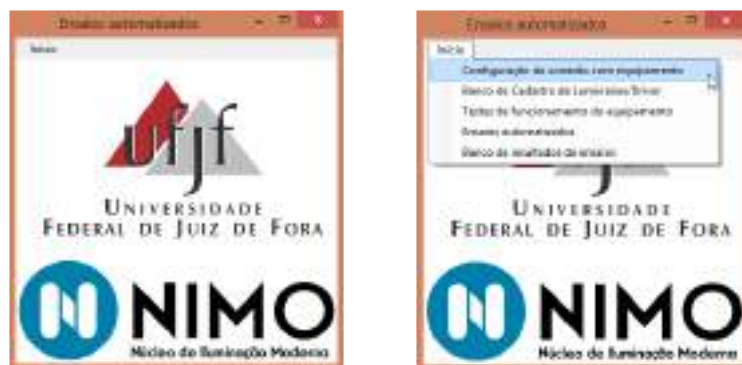 Ensaios automatizados
Início
ufjf
UNIVERSIDADE
FEDERAL DE JUIZ DE FORA
NIMO
Núcleo de Iluminação Moderna
Ensaios automatizados
Início
Configuração da conexão com equipamento
Banco de Cadastro de Luminárias/Driver
Testes de funcionamento do equipamento
Ensaios automatizados
Banco de resultados de ensaios
UNIVERSIDADE
FEDERAL DE JUIZ DE FORA
NIMO
Núcleo de Iluminação Moderna